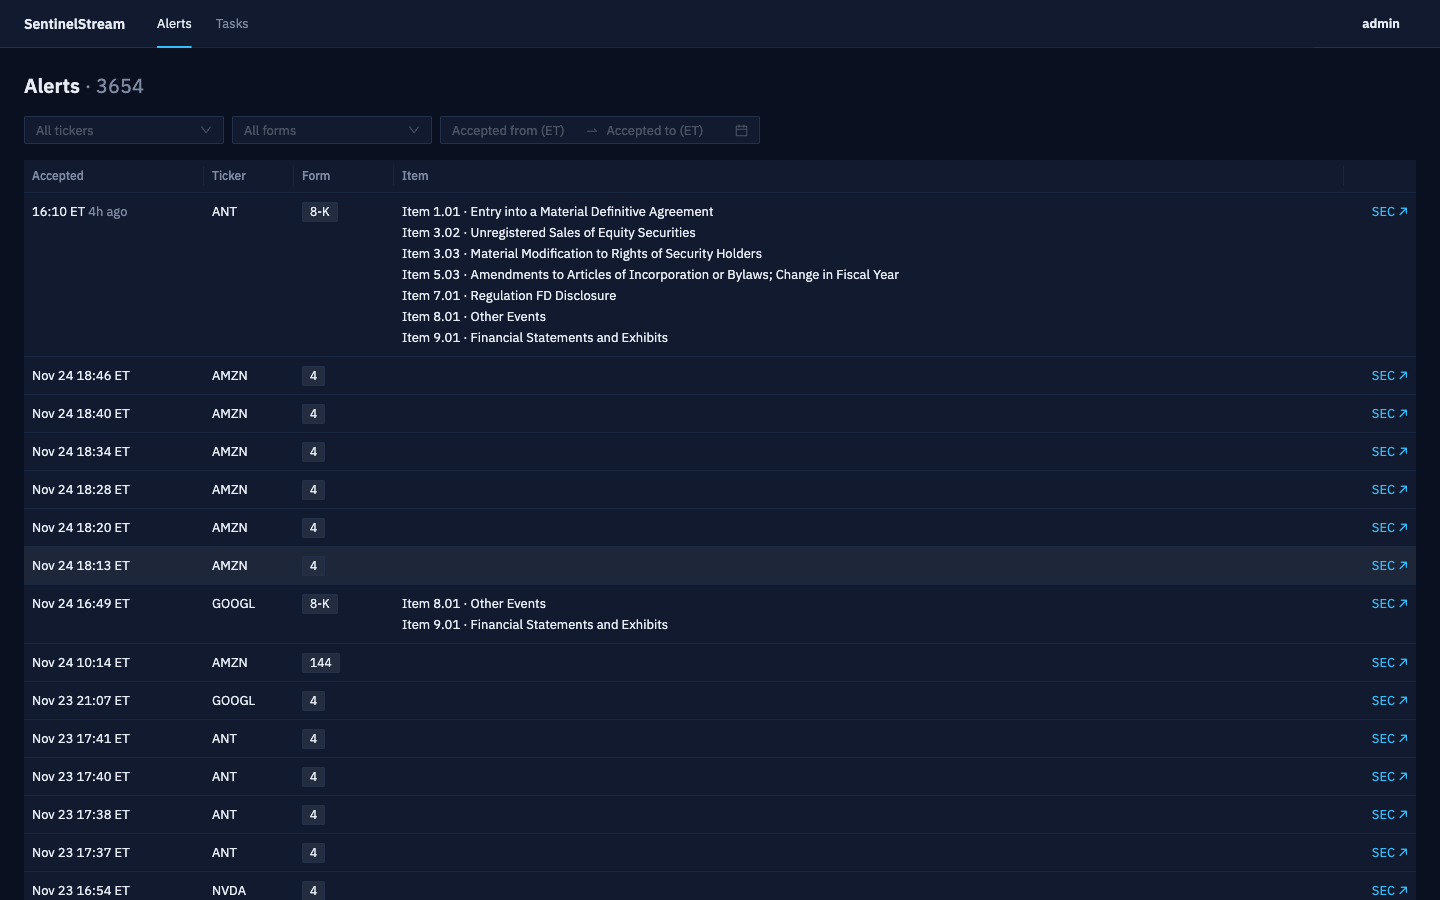 SentinelStream Alerts Tasks admin
Alerts · 3654
All tickers All forms Accepted from (ET) → Accepted to (ET)
Accepted Ticker Form Item
16:10 ET 4h ago ANT 8-K Item 1.01 · Entry into a Material Definitive Agreement SEC ↗
Item 3.02 · Unregistered Sales of Equity Securities
Item 3.03 · Material Modification to Rights of Security Holders
Item 5.03 · Amendments to Articles of Incorporation or Bylaws; Change in Fiscal Year
Item 7.01 · Regulation FD Disclosure
Item 8.01 · Other Events
Item 9.01 · Financial Statements and Exhibits
Nov 24 18:46 ET AMZN 4 SEC ↗
Nov 24 18:40 ET AMZN 4 SEC ↗
Nov 24 18:34 ET AMZN 4 SEC ↗
Nov 24 18:28 ET AMZN 4 SEC ↗
Nov 24 18:20 ET AMZN 4 SEC ↗
Nov 24 18:13 ET AMZN 4 SEC ↗
Nov 24 16:49 ET GOOGL 8-K Item 8.01 · Other Events SEC ↗
Item 9.01 · Financial Statements and Exhibits
Nov 24 10:14 ET AMZN 144 SEC ↗
Nov 23 21:07 ET GOOGL 4 SEC ↗
Nov 23 17:41 ET ANT 4 SEC ↗
Nov 23 17:40 ET ANT 4 SEC ↗
Nov 23 17:38 ET ANT 4 SEC ↗
Nov 23 17:37 ET ANT 4 SEC ↗
Nov 23 16:54 ET NVDA 4 SEC ↗